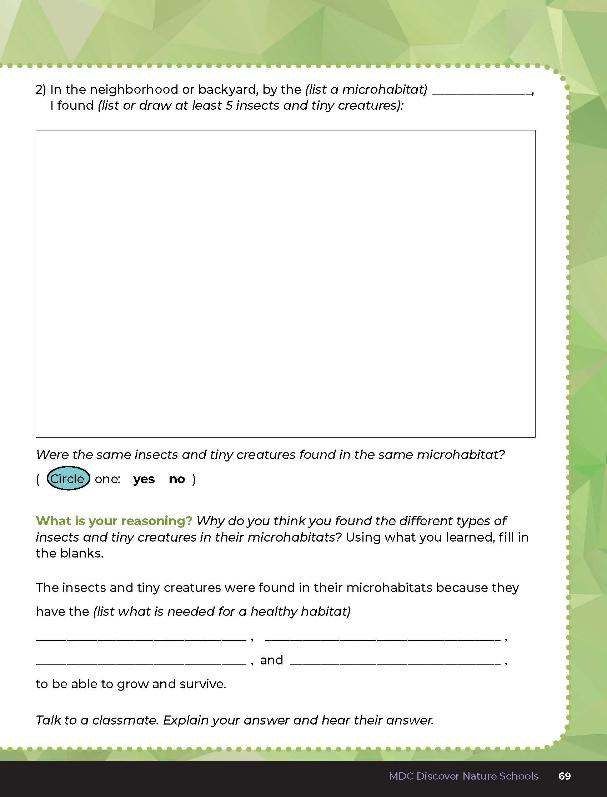 2) In the neighborhood or backyard, by the (list a microhabitat) _______________,
I found (list or draw at least 5 insects and tiny creatures):
Were the same insects and tiny creatures found in the same microhabitat?
( Circle one: yes no )
What is your reasoning? Why do you think you found the different types of
insects and tiny creatures in their microhabitats? Using what you learned, fill in
the blanks.
The insects and tiny creatures were found in their microhabitats because they
have the (list what is needed for a healthy habitat)
______________________________ , __________________________________ ,
______________________________ , and ______________________________ ,
to be able to grow and survive.
Talk to a classmate. Explain your answer and hear their answer.
MDC Discover Nature Schools 69